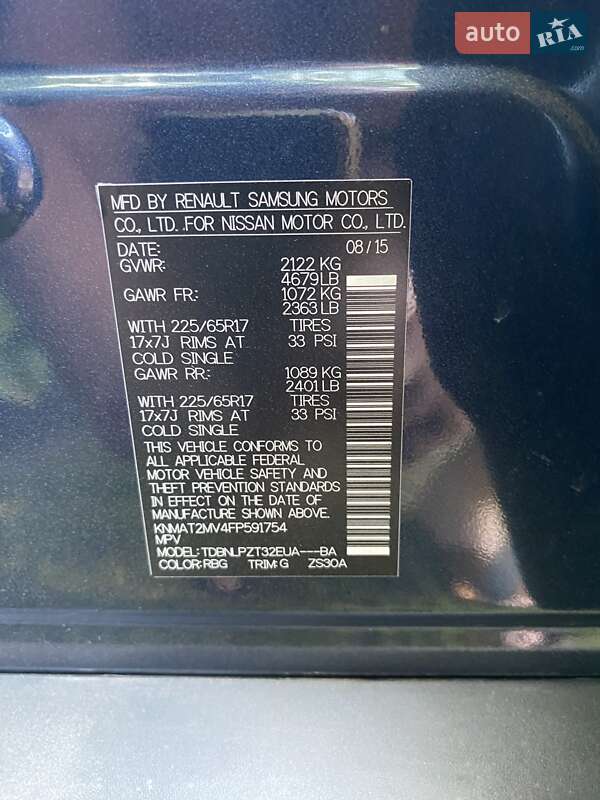 auto RIA .com
MFD BY RENAULT SAMSUNG MOTORS
CO., LTD. FOR NISSAN MOTOR CO., LTD.
DATE: 08/15
GVWR: 2122 KG
4679LB
GAWR FR: 1072 KG
2363 LB
WITH 225/65R17 TIRES
17x7J RIMS AT 33 PSI
COLD SINGLE
GAWR RR: 1089 KG
2401 LB
WITH 225/65R17 TIRES
17x7J RIMS AT 33 PSI
COLD SINGLE
THIS VEHICLE CONFORMS TO
ALL APPLICABLE FEDERAL
MOTOR VEHICLE SAFETY AND
THEFT PREVENTION STANDARDS
IN EFFECT ON THE DATE OF
MANUFACTURE SHOWN ABOVE.
KNMAT2MV4FP591754
MPV
MODEL:TDBNLPZT32EUA---BA
COLOR:RBG TRIM:G ZS30A